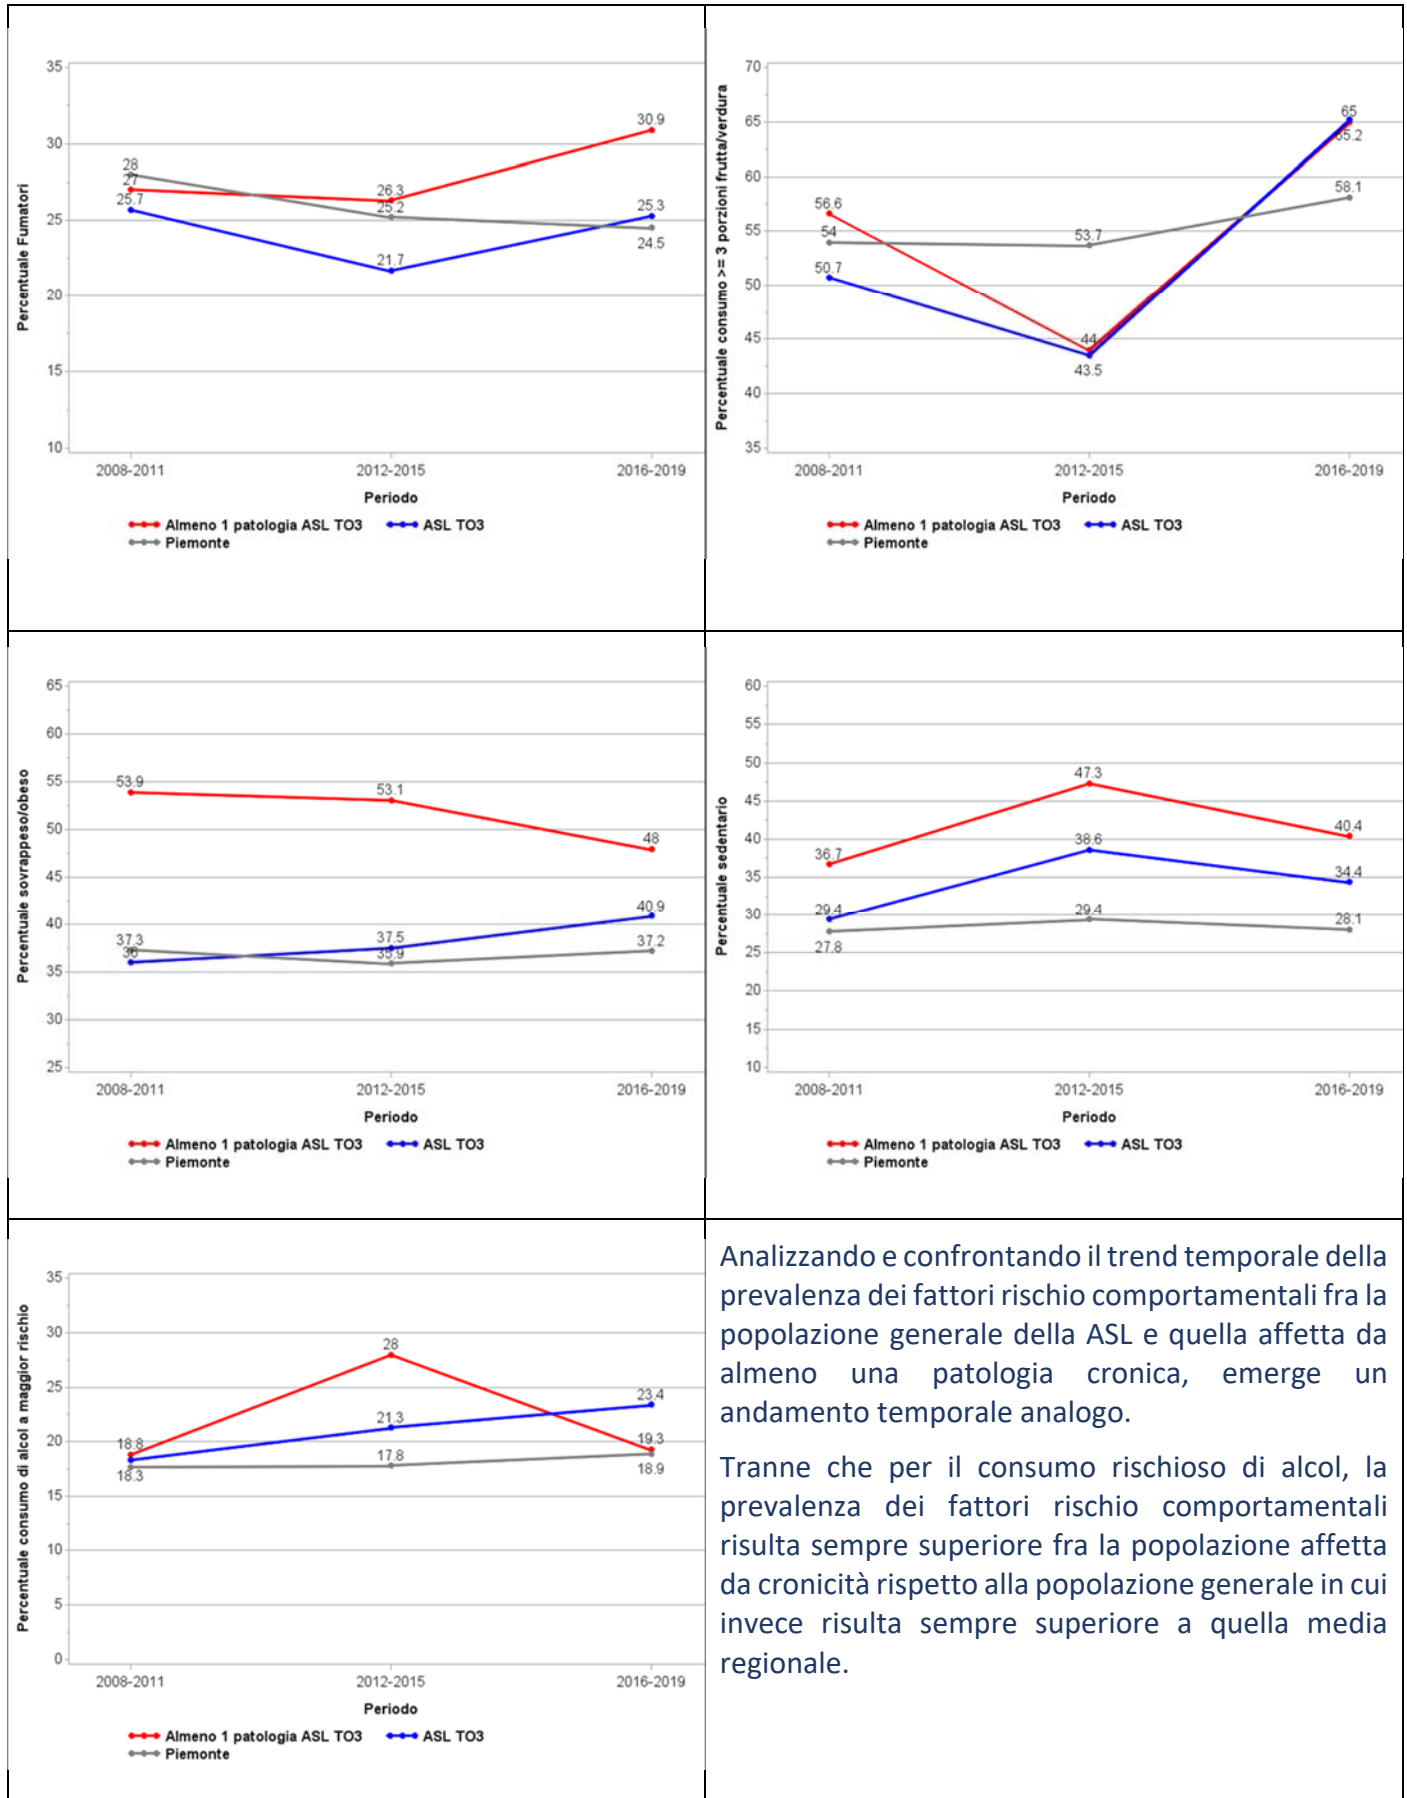 35
30
25
20
15
10
Percentuale Fumatori
28
27
25.7
26.3
25.2
21.7
30.9
25.3
24.5
2008-2011
2012-2015
2016-2019
Periodo
Almeno 1 patologia ASL TO3
ASL TO3
Piemonte
70
65
60
55
50
45
40
35
Percentuale consumo >= 3 porzioni frutta/verdura
56.6
54
50.7
53.7
44
43.5
65
65.2
58.1
2008-2011
2012-2015
2016-2019
Periodo
Almeno 1 patologia ASL TO3
ASL TO3
Piemonte
65
60
55
50
45
40
35
30
25
Percentuale sovrappeso/obeso
53.9
37.3
36
53.1
37.5
35.9
48
40.9
37.2
2008-2011
2012-2015
2016-2019
Periodo
Almeno 1 patologia ASL TO3
ASL TO3
Piemonte
60
55
50
45
40
35
30
25
20
15
10
Percentuale sedentario
36.7
29.4
27.8
47.3
38.6
29.4
40.4
34.4
28.1
2008-2011
2012-2015
2016-2019
Periodo
Almeno 1 patologia ASL TO3
ASL TO3
Piemonte
35
30
25
20
15
10
5
0
Percentuale consumo di alcol a maggior rischio
18.8
18.3
28
21.3
17.8
23.4
19.3
18.9
2008-2011
2012-2015
2016-2019
Periodo
Almeno 1 patologia ASL TO3
ASL TO3
Piemonte
Analizzando e confrontando il trend temporale della
prevalenza dei fattori rischio comportamentali fra la
popolazione generale della ASL e quella affetta da
almeno una patologia cronica, emerge un
andamento temporale analogo.
Tranne che per il consumo rischioso di alcol, la
prevalenza dei fattori rischio comportamentali
risulta sempre superiore fra la popolazione affetta
da cronicità rispetto alla popolazione generale in cui
invece risulta sempre superiore a quella media
regionale.